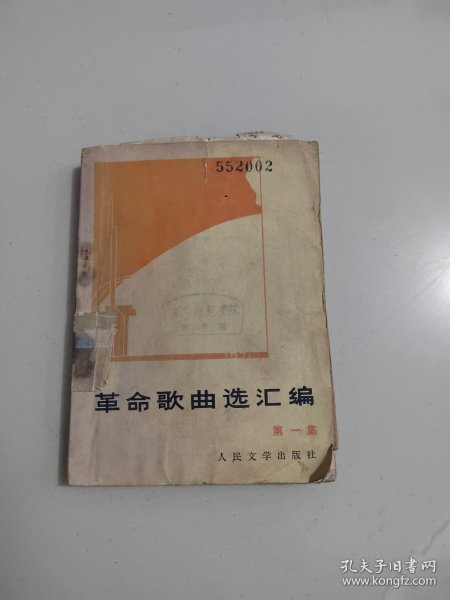 552002
革命歌曲选汇编
第一集
人民文学出版社
孔夫子旧书网
www.kongfz.com